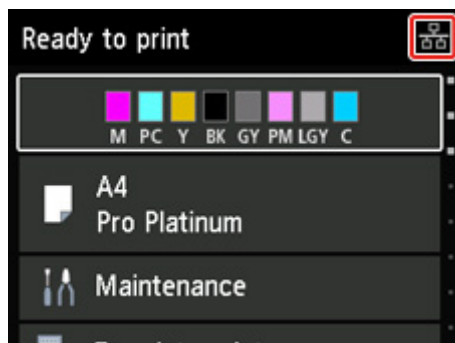 Ready to print
M PC Y BK GY PM LGY C
A4
Pro Platinum
Maintenance